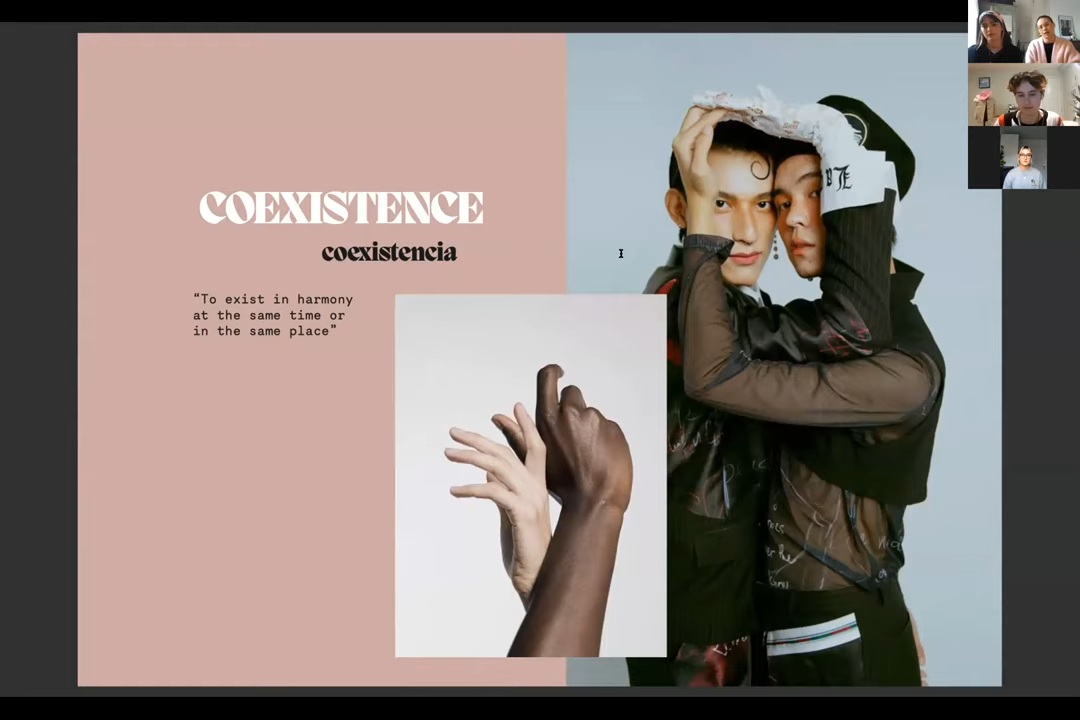 COEXISTENCE
coexistencia
“To exist in harmony
at the same time or
in the same place”